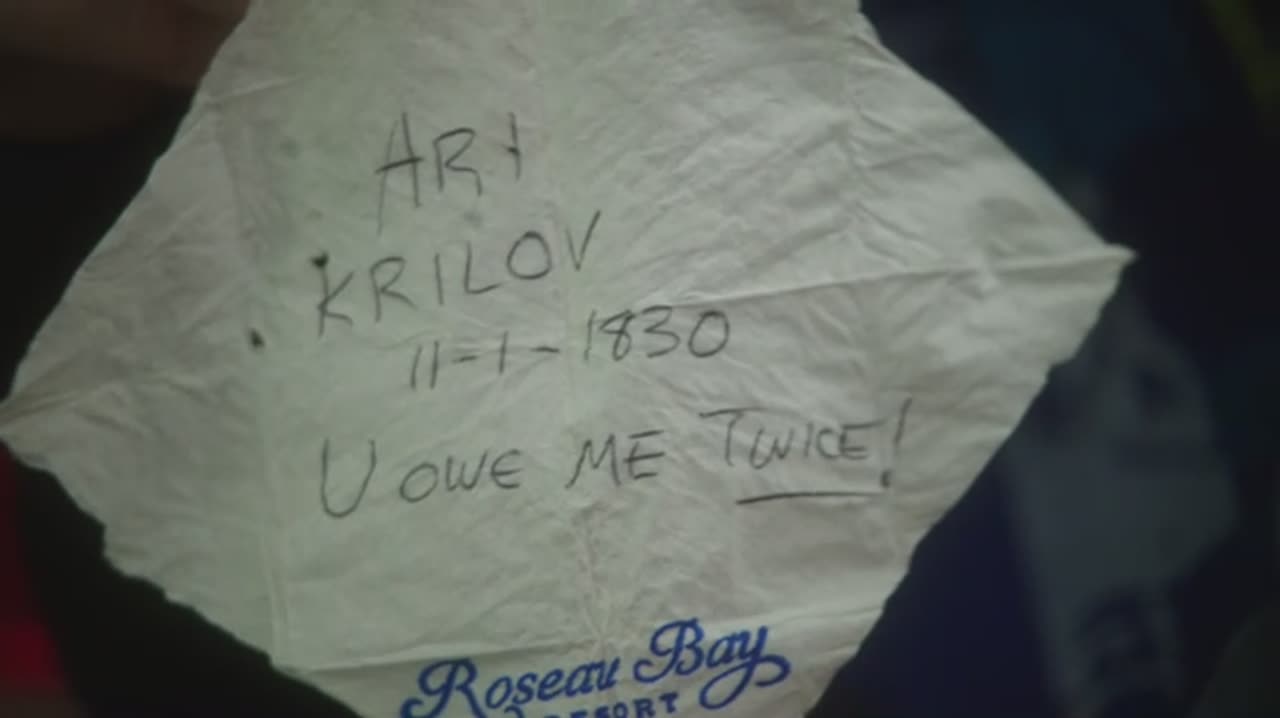 ART
KRILOV
11-1-1830
U OWE ME TWICE!
Roseau Bay
RESORT